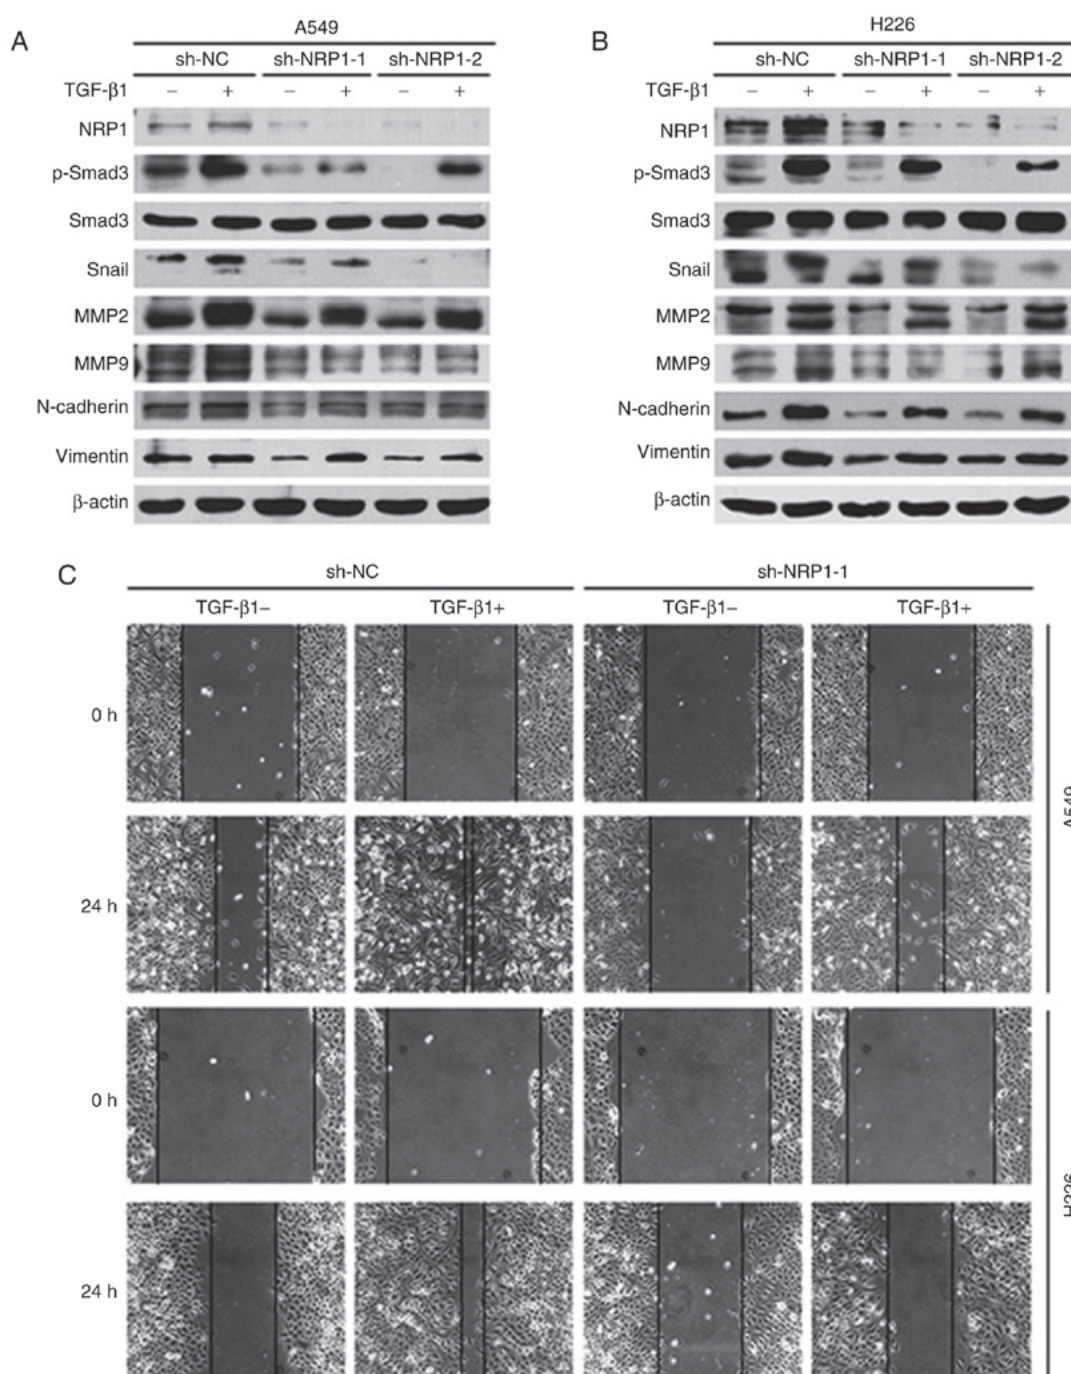 A
A549
sh-NC sh-NRP1-1 sh-NRP1-2
TGF-β1 – + – + – +
NRP1
p-Smad3
Smad3
Snail
MMP2
MMP9
N-cadherin
Vimentin
β-actin
B
H226
sh-NC sh-NRP1-1 sh-NRP1-2
TGF-β1 – + – + – +
NRP1
p-Smad3
Smad3
Snail
MMP2
MMP9
N-cadherin
Vimentin
β-actin
C
sh-NC sh-NRP1-1
TGF-β1– TGF-β1+ TGF-β1– TGF-β1+
0 h
24 h
A549
0 h
24 h
H226